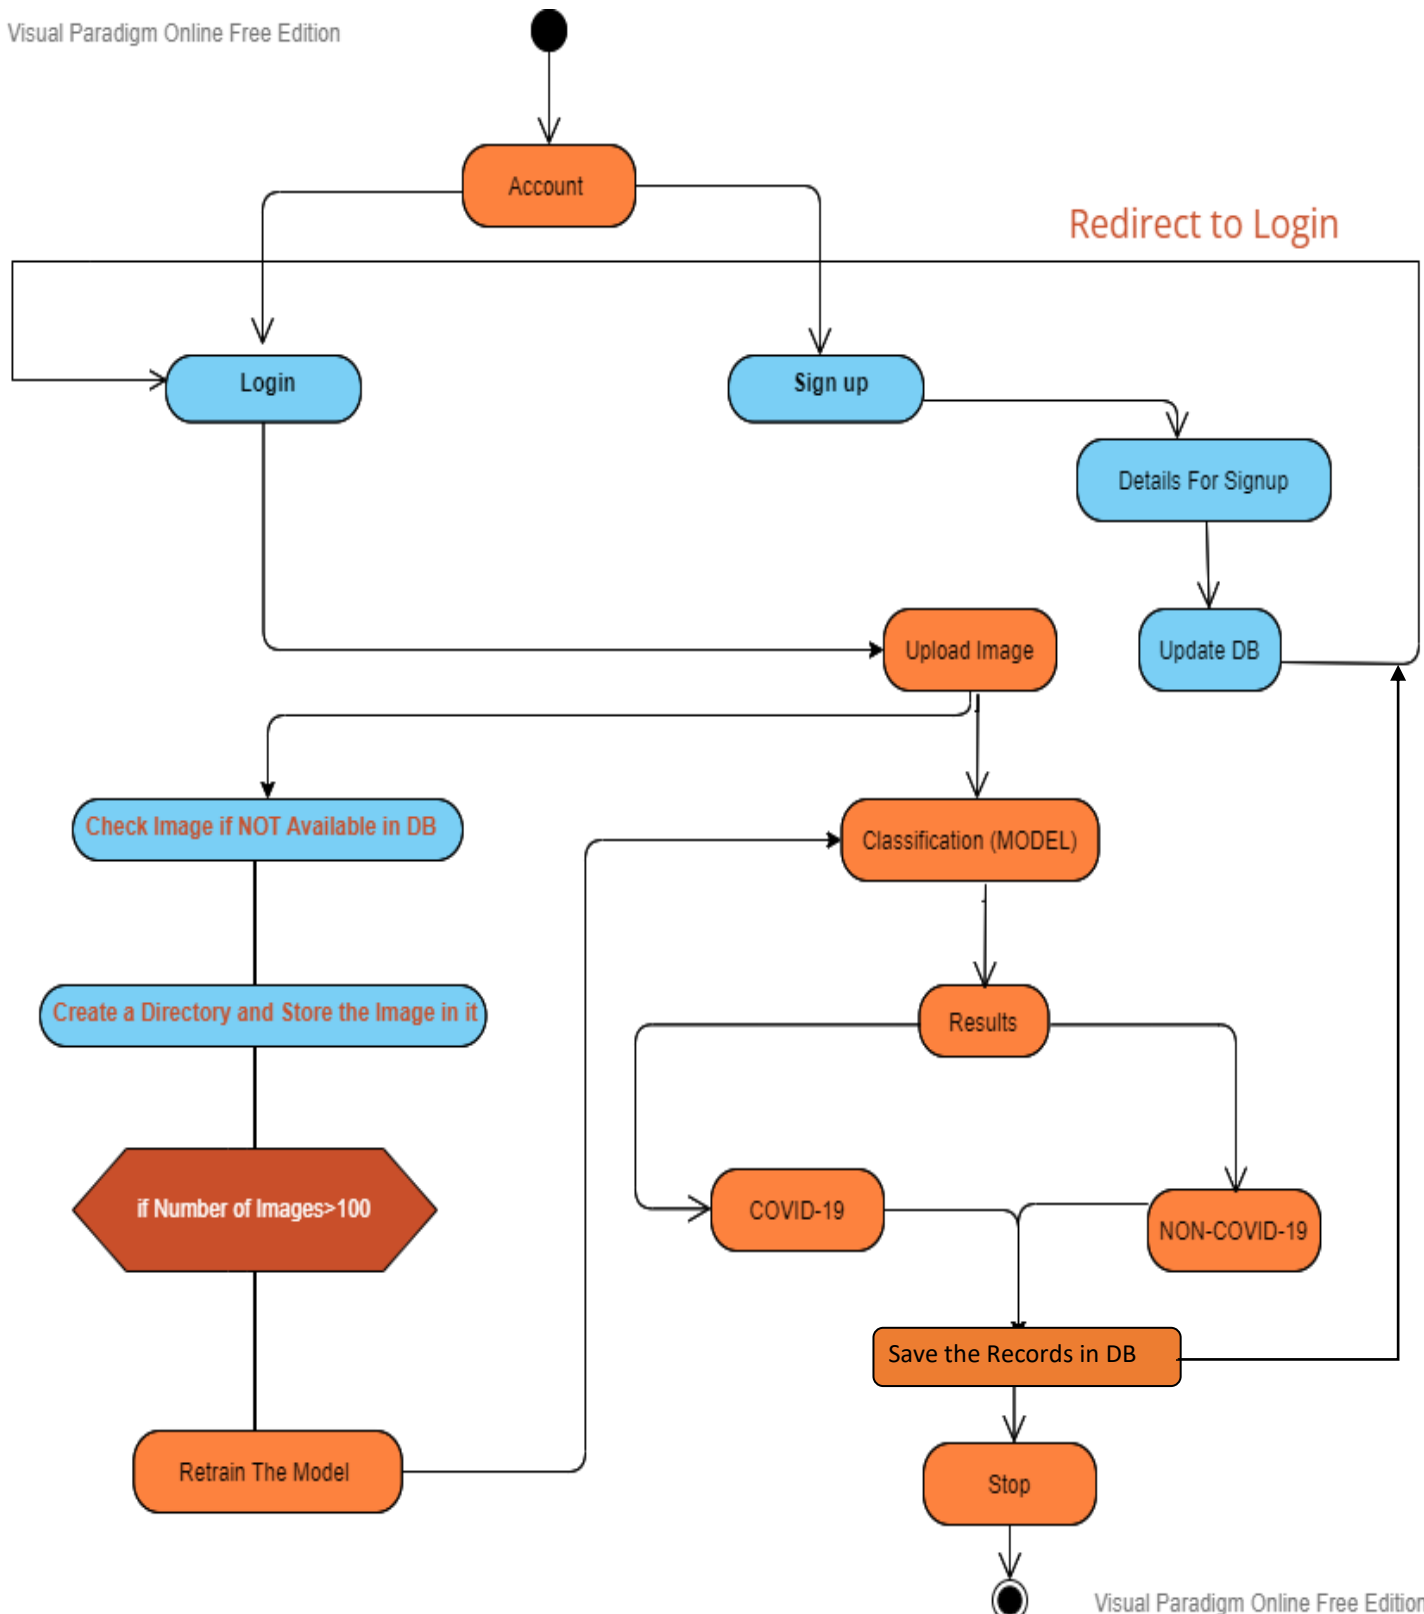 Visual Paradigm Online Free Edition
Account
Redirect to Login
Login
Sign up
Details For Signup
Upload Image
Update DB
Check Image if NOT Available in DB
Classification (MODEL)
Create a Directory and Store the Image in it
Results
if Number of Images>100
COVID-19
NON-COVID-19
Save the Records in DB
Retrain The Model
Stop
Visual Paradigm Online Free Edition